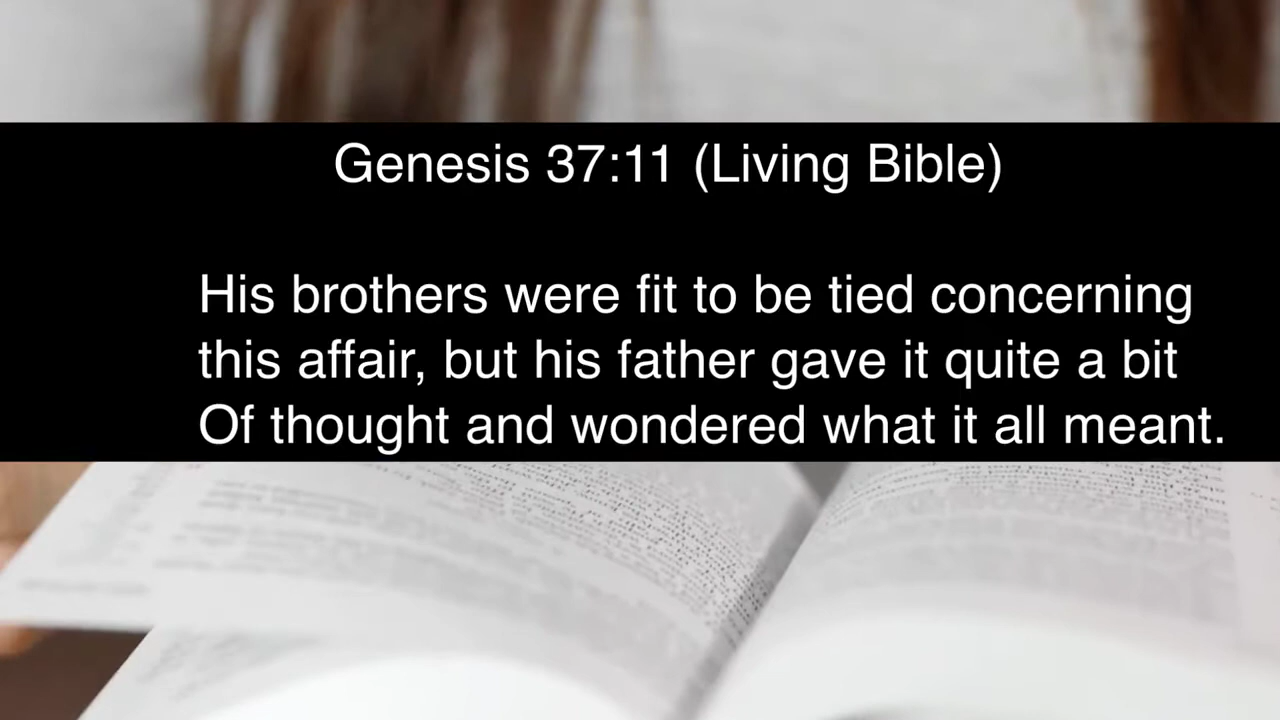 Genesis 37:11 (Living Bible)
His brothers were fit to be tied concerning
this affair, but his father gave it quite a bit
Of thought and wondered what it all meant.